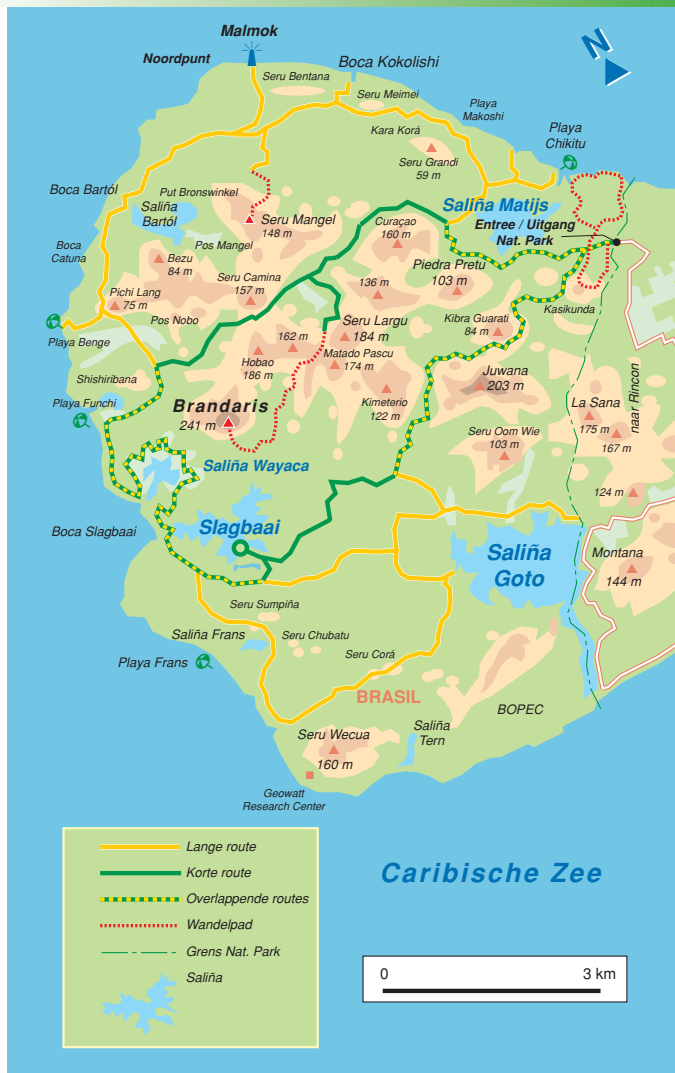 Malmok
Noordpunt
N
Boca Kokolishi
Seru Bentana
Seru Meimei
Playa
Makoshi
Kara Korá
Playa
Chikitu
Seru Grandi
59 m
Boca Bartól
Put Bronswinkel
Saliña
Bartól
Saliña Matijs
Seru Mangel
148 m
Curaçao
160 m
Entree / Uitgang
Nat. Park
Boca
Catuna
Pos Mangel
Bezu
84 m
Piedra Pretu
103 m
Seru Camina
157 m
136 m
Pichi Lang
75 m
Kasikunda
Pos Nobo
Seru Largu
184 m
Kibra Guarati
84 m
Playa Benge
162 m
Hobao
186 m
Matado Pascu
174 m
Shishiribana
Juwana
203 m
Playa Funchi
Brandaris
241 m
Kimeterio
122 m
La Sana
175 m
naar Rincon
167 m
Seru Oom Wie
103 m
Saliña Wayaca
124 m
Boca Slagbaai
Slagbaai
Saliña
Goto
Montana
144 m
Seru Sumpiña
Saliña Frans
Seru Chubatu
Playa Frans
Seru Corá
BRASIL
BOPEC
Saliña
Tern
Seru Wecua
160 m
Geowatt
Research Center
Lange route
Korte route
Overlappende routes
Wandelpad
Grens Nat. Park
Saliña
Caribische Zee
0 3 km